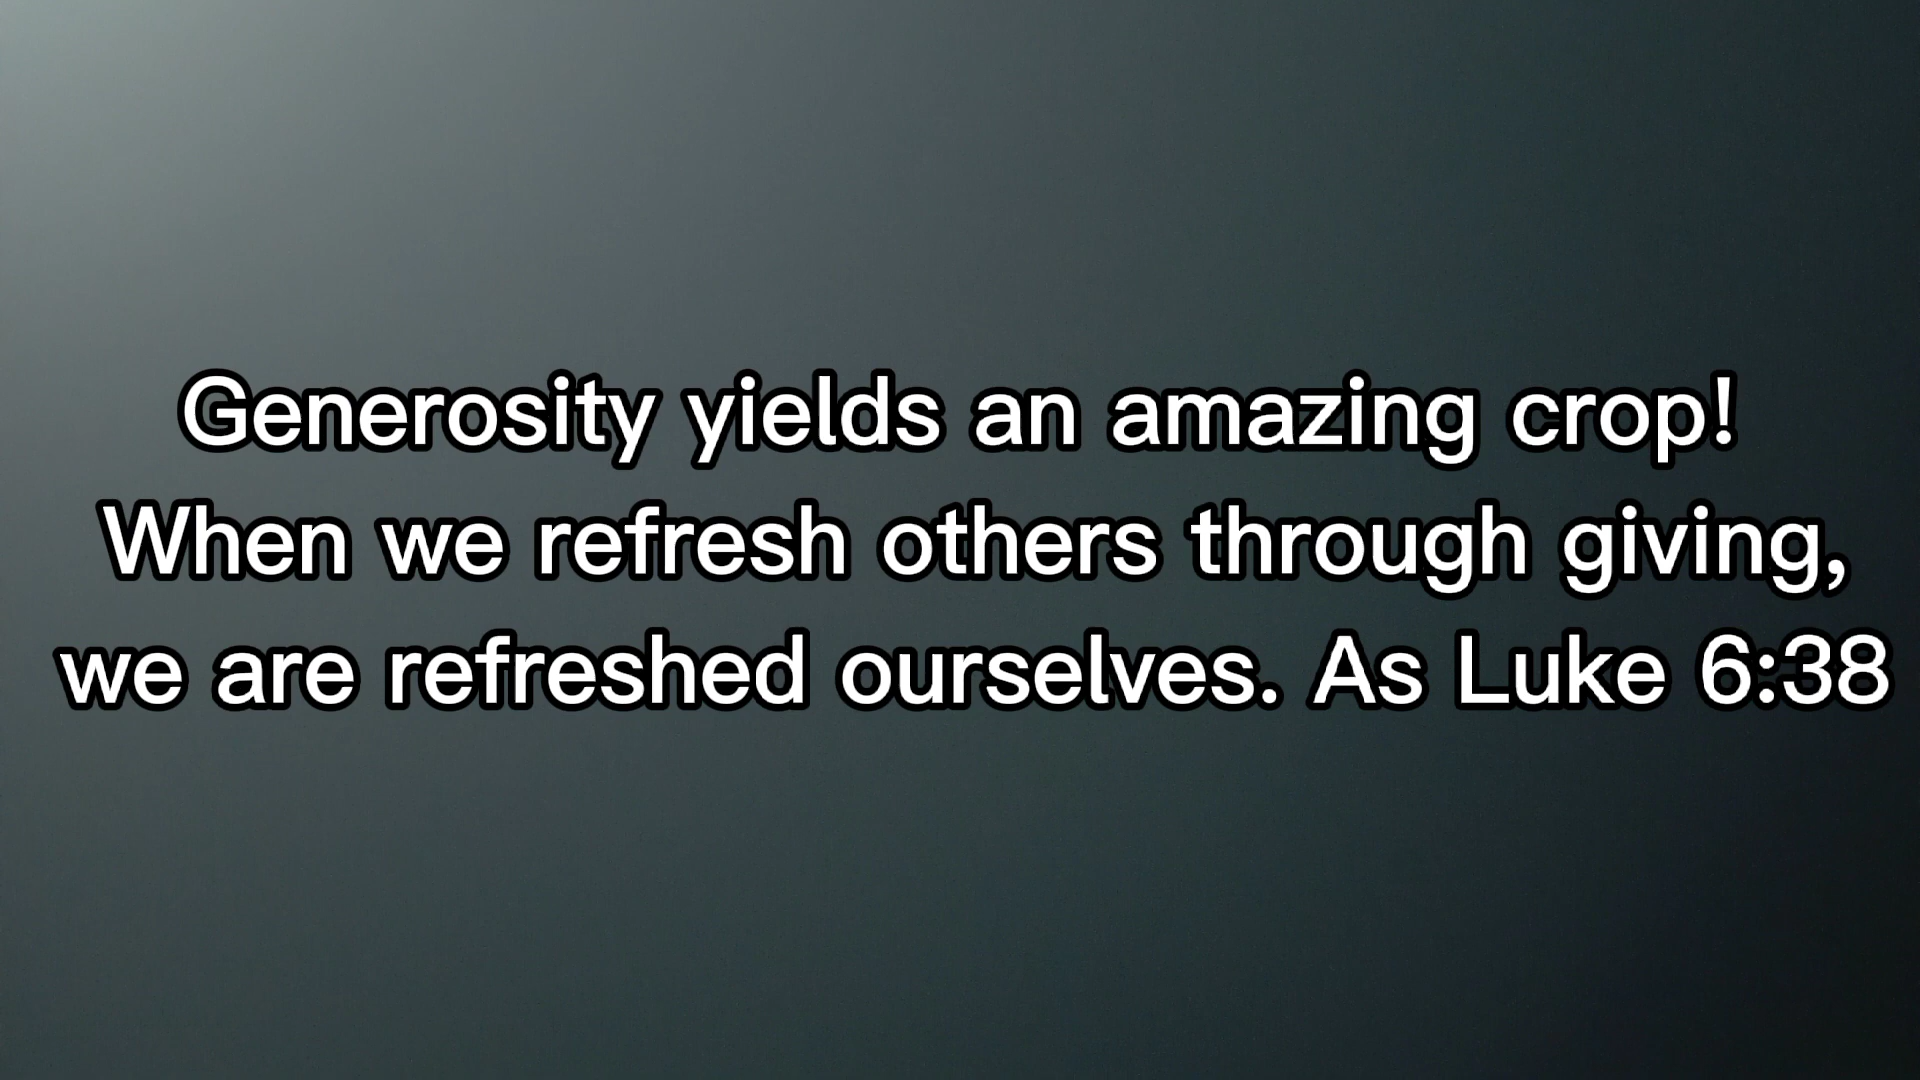 Generosity yields an amazing crop!
When we refresh others through giving,
we are refreshed ourselves. As Luke 6:38